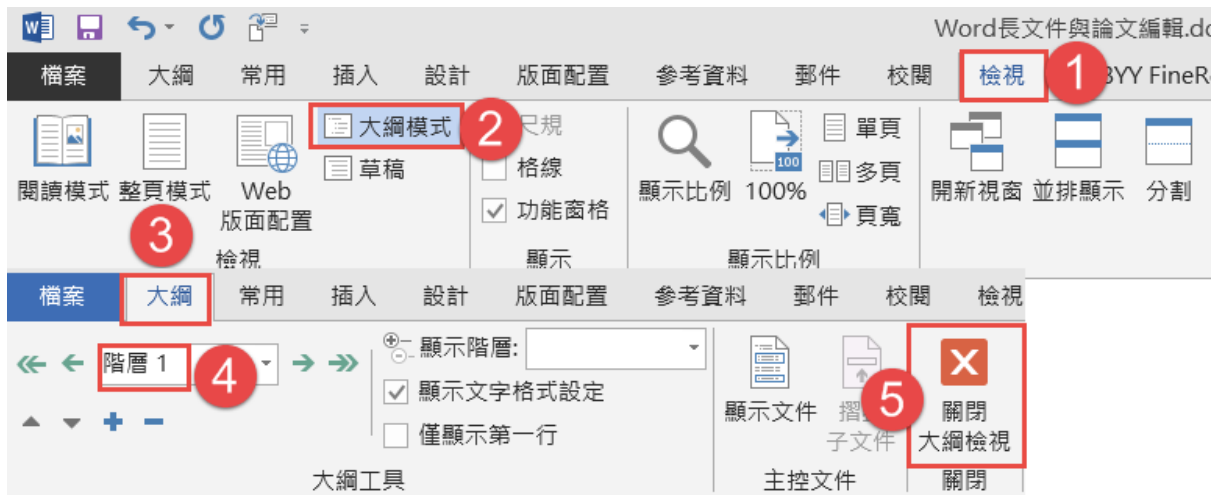 Word長文件與論文編輯.do
檔案 大綱 常用 插入 設計 版面配置 參考資料 郵件 校閱 檢視 1 BYY FineR
大綱模式 2 尺規 單頁
草稿 格線 100 多頁
閱讀模式 整頁模式 Web 版面配置 功能窗格 顯示比例 100% 頁寬 開新視窗 並排顯示 分割
3
檢視 顯示 顯示比例
檔案 大綱 常用 插入 設計 版面配置 參考資料 郵件 校閱 檢視
階層 1 4 顯示階層:
顯示文字格式設定
僅顯示第一行
顯示文件 摺 子文件 5 關閉 大綱檢視
大綱工具 主控文件 關閉